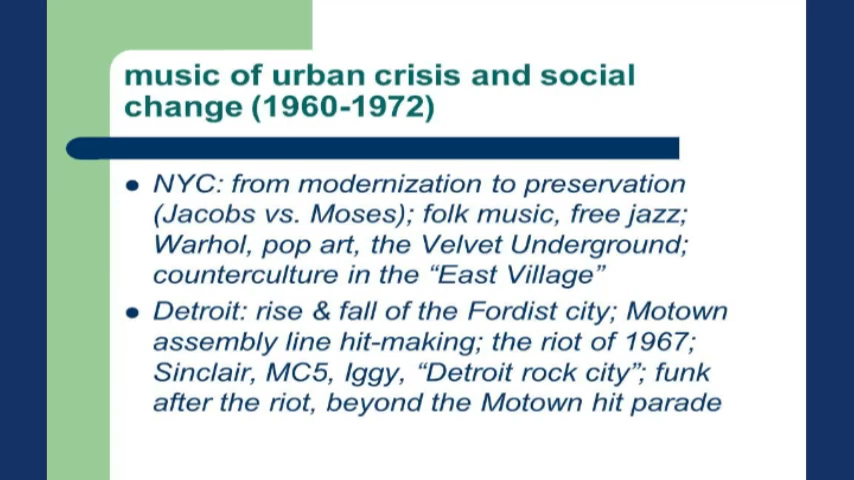 music of urban crisis and social
change (1960-1972)
● NYC: from modernization to preservation
(Jacobs vs. Moses); folk music, free jazz;
Warhol, pop art, the Velvet Underground;
counterculture in the “East Village”
● Detroit: rise & fall of the Fordist city; Motown
assembly line hit-making; the riot of 1967;
Sinclair, MC5, Iggy, “Detroit rock city”; funk
after the riot, beyond the Motown hit parade